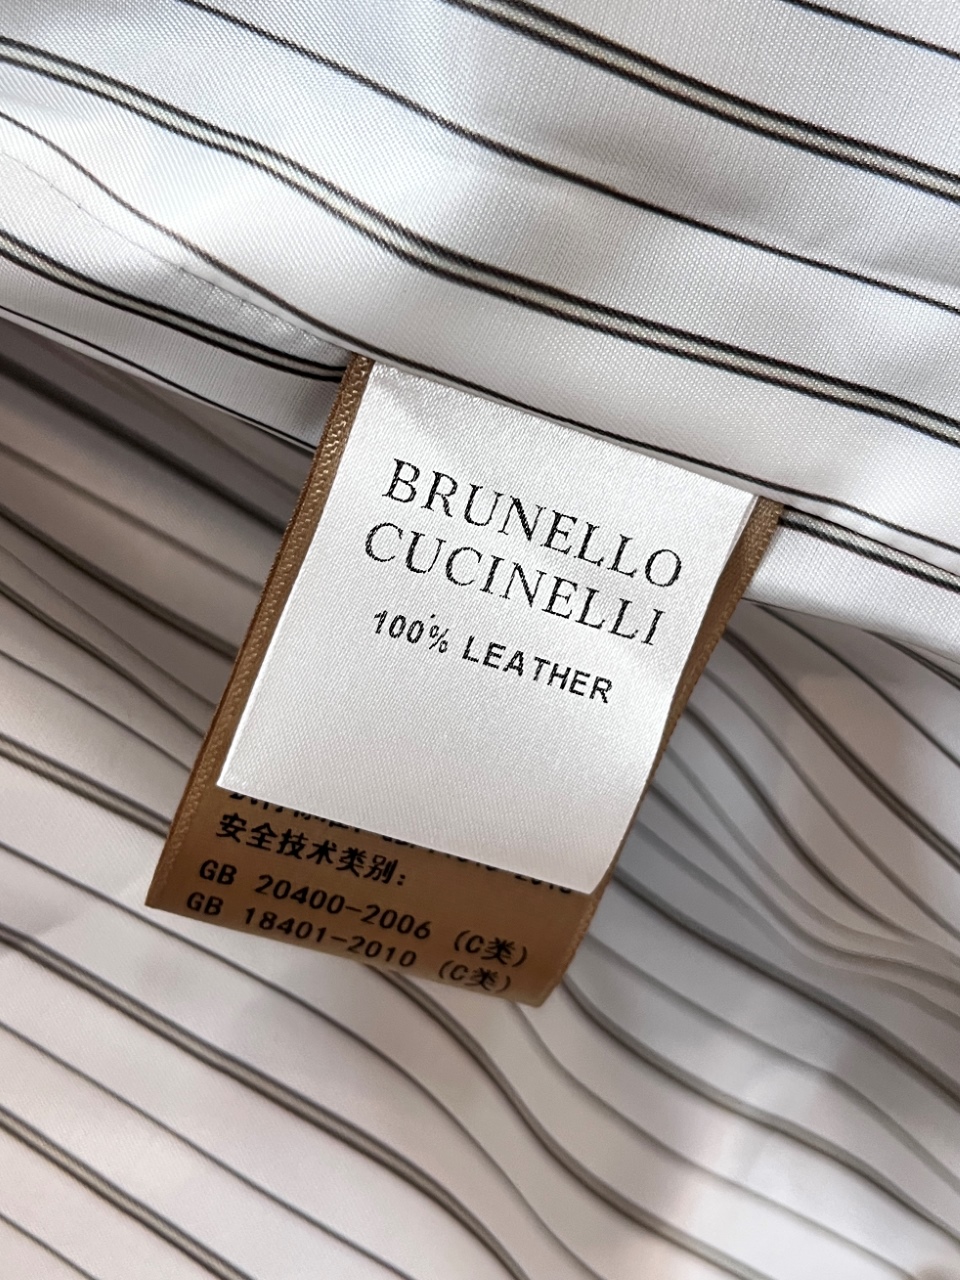 BRUNELLO
CUCINELLI
100% LEATHER
安全技术类别:
GB 20400-2006 (C类)
GB 18401-2010 (C类)